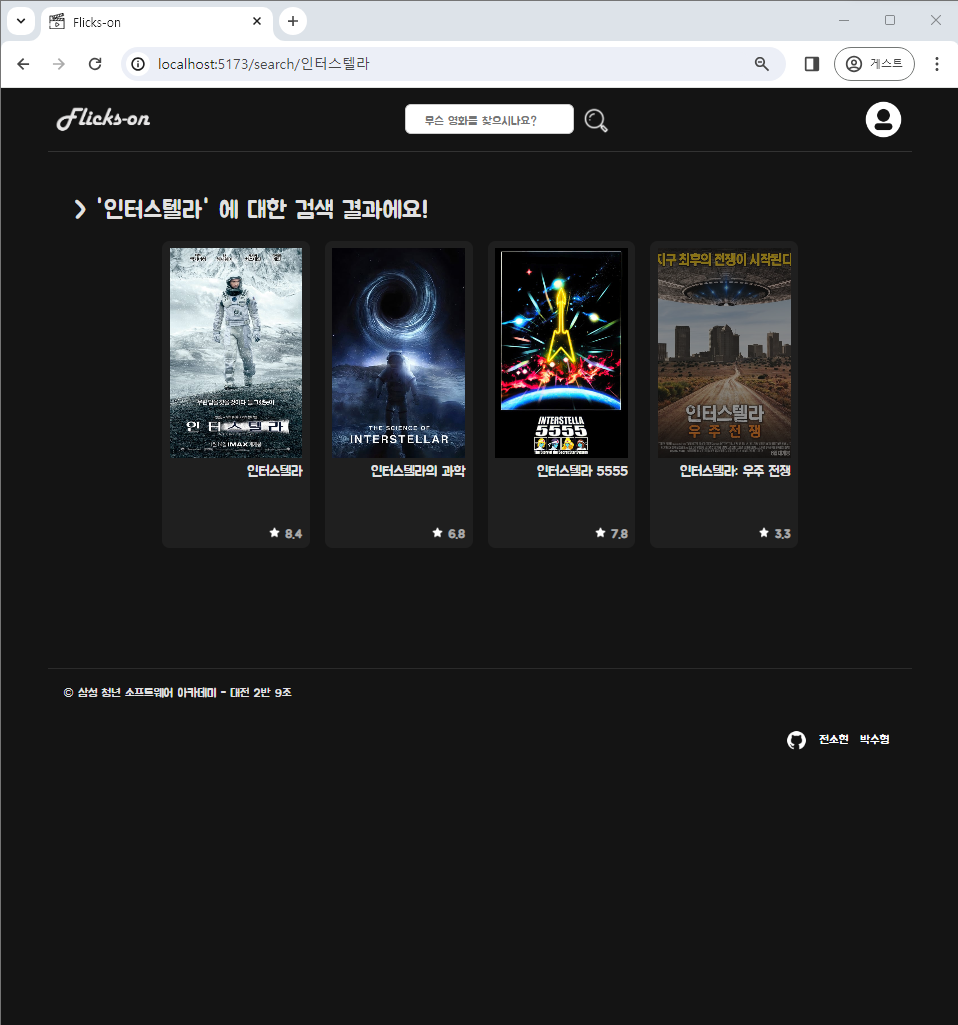 Flicks-on
localhost:5173/search/인터스텔라
게스트
Flicks-on
무슨 영화를 찾으시나요?
'인터스텔라' 에 대한 검색 결과에요!
인터스텔라
THE SCIENCE OF
INTERSTELLAR
INTERSTELLA
5555
지구 최후의 전쟁이 시작된다
인터스텔라
우주전쟁
인터스텔라
인터스텔라의 과학
인터스텔라 5555
인터스텔라: 우주 전쟁
8.4
6.8
7.8
3.3
© 삼성 청년 소프트웨어 아카데미 - 대전 2반 9조
전소현 박수형